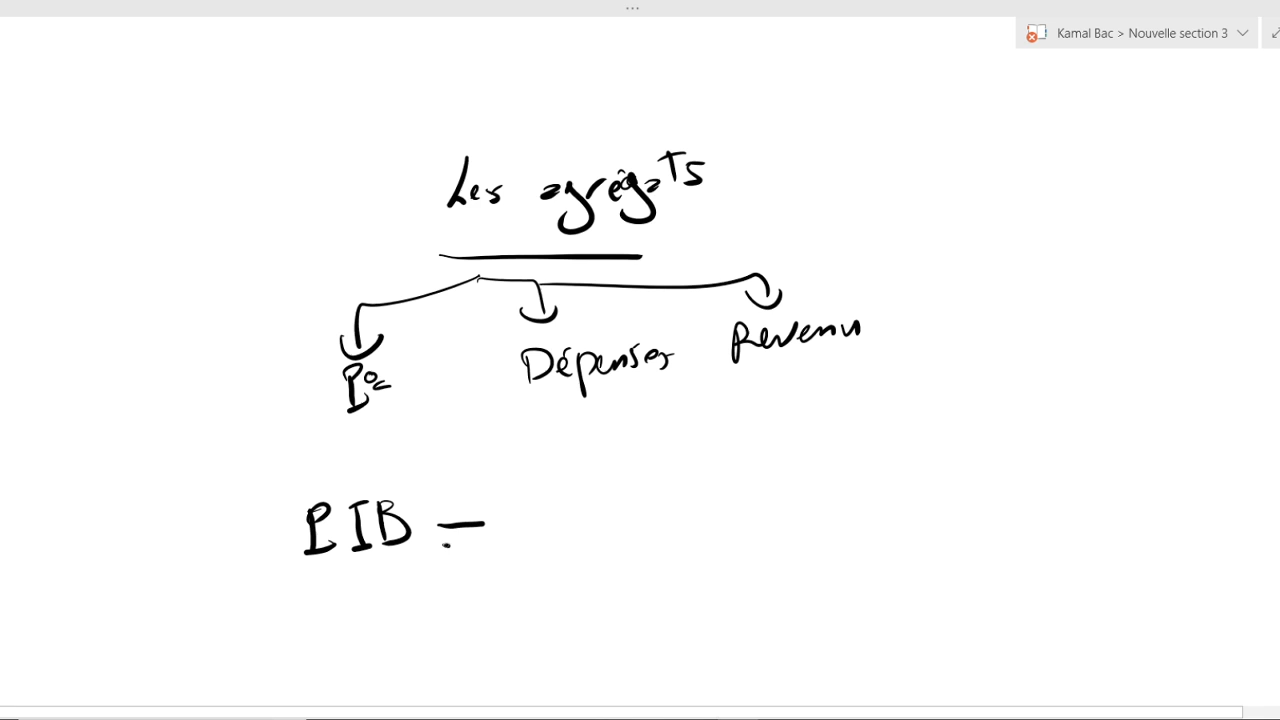 Kamal Bac > Nouvelle section 3
Les agrégats
P°
Dépenses
Revenu
PIB =